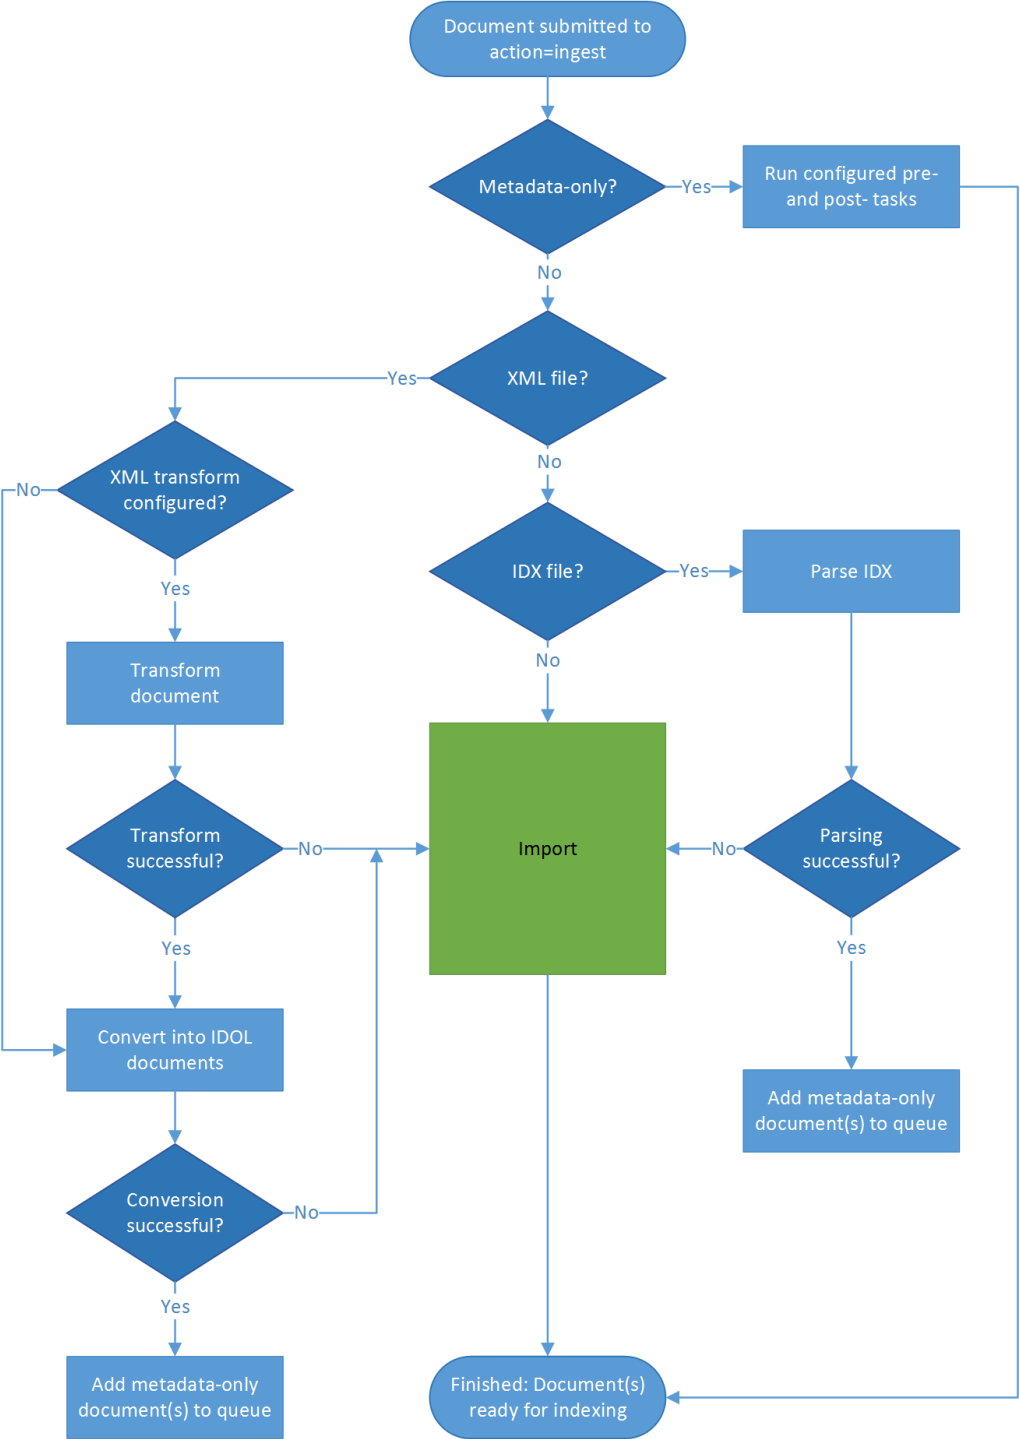 Document submitted to
action=ingest
Metadata-only?
Yes
Run configured pre-
and post- tasks
No
XML file?
Yes
No
XML transform
configured?
No
Yes
IDX file?
Yes
Parse IDX
No
Transform
document
Transform
successful?
No
Import
No
Parsing
successful?
Yes
Yes
Convert into IDOL
documents
Add metadata-only
document(s) to queue
Conversion
successful?
No
Yes
Add metadata-only
document(s) to queue
Finished: Document(s)
ready for indexing